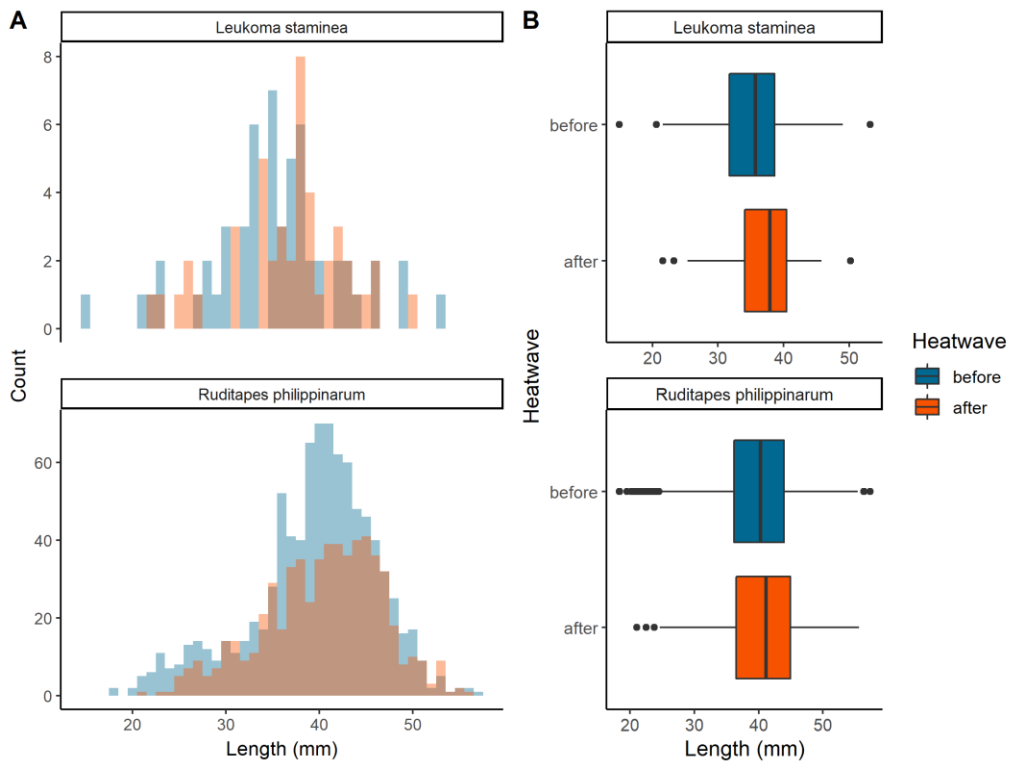 A
B
Leukoma staminea
Leukoma staminea
8
6
4
2
0
before
after
20
30
40
50
Count
Heatwave
Heatwave
before
after
Ruditapes philippinarum
Ruditapes philippinarum
60
40
20
0
before
after
20
30
40
50
20
30
40
50
Length (mm)
Length (mm)